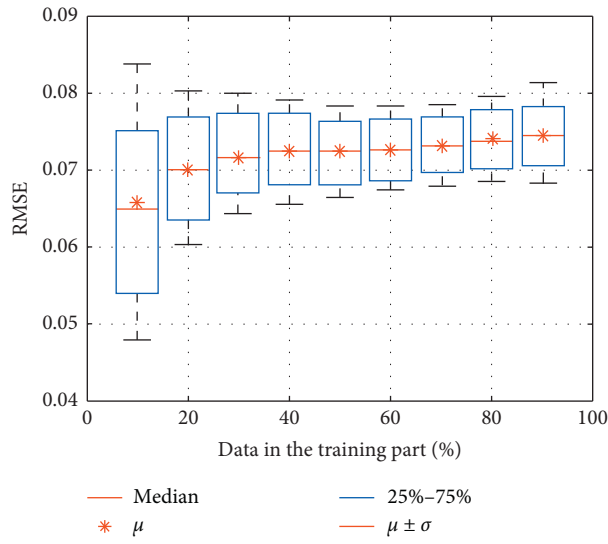 0.09
0.08
0.07
0.06
0.05
0.04
RMSE
0 20 40 60 80 100
Data in the training part (%)
Median 25%–75%
μ μ ± σ